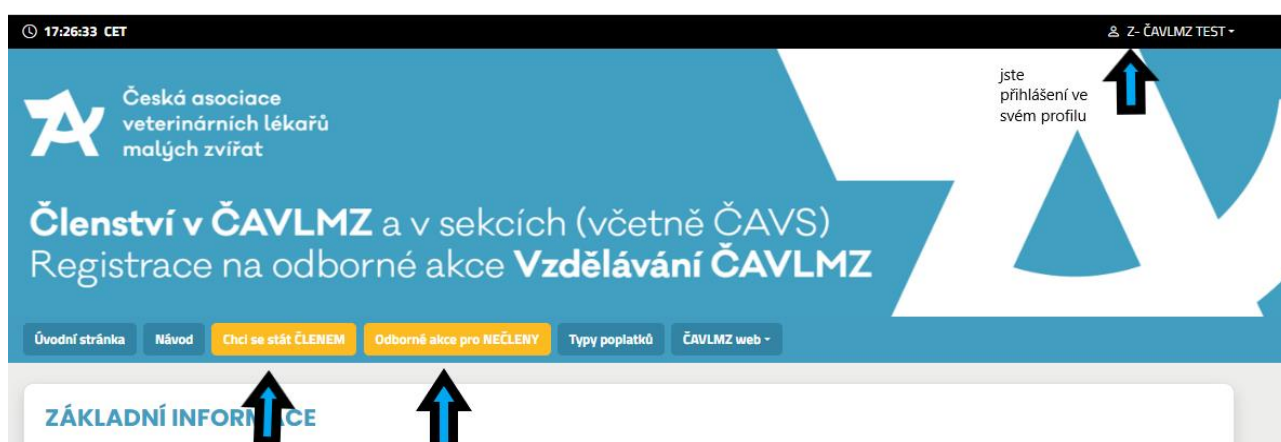 17:26:33 CET
Z- ČAVLMZ TEST
jste
přihlášení ve
svém profilu
Česká asociace
veterinárních lékařů
malých zvířat
Členství v ČAVLMZ a v sekcích (včetně ČAVS)
Registrace na odborné akce Vzdělávání ČAVLMZ
Úvodní stránka Návod Chci se stát ČLENEM Odborné akce pro NEČLENY Typy poplatků ČAVLMZ web
ZÁKLADNÍ INFORMACE